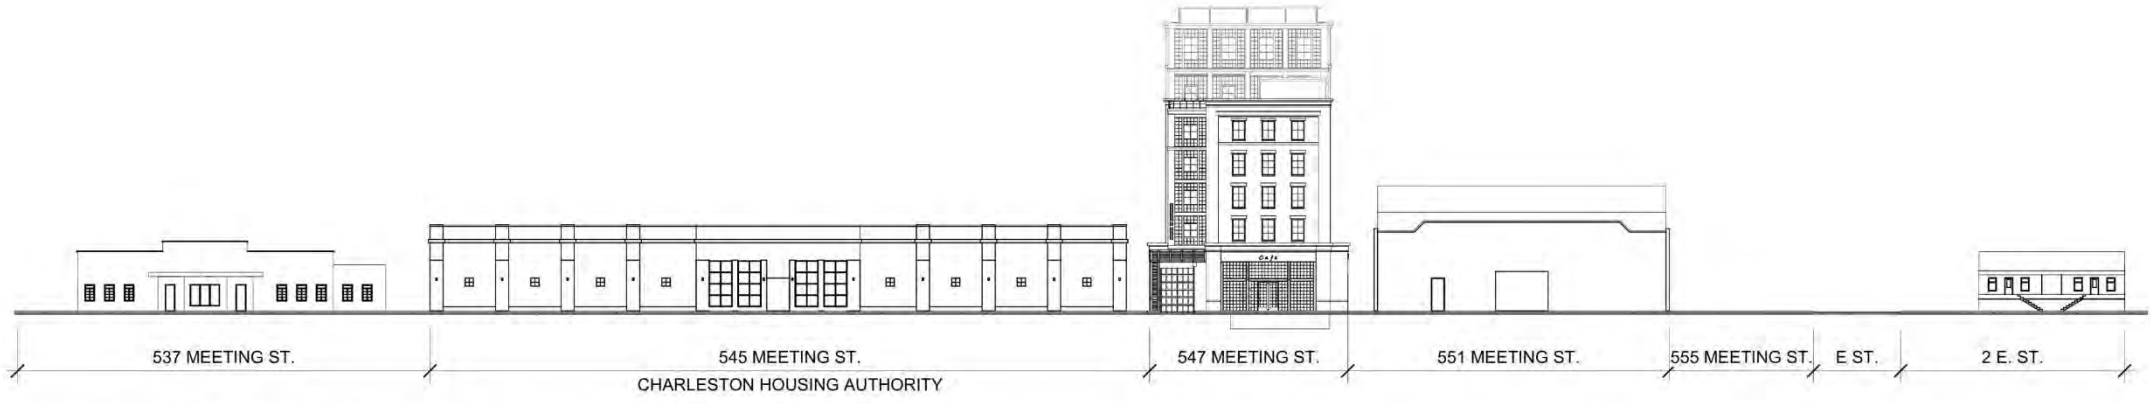 Cafe
537 MEETING ST.
545 MEETING ST.
547 MEETING ST.
551 MEETING ST.
555 MEETING ST.
E ST.
2 E. ST.
CHARLESTON HOUSING AUTHORITY